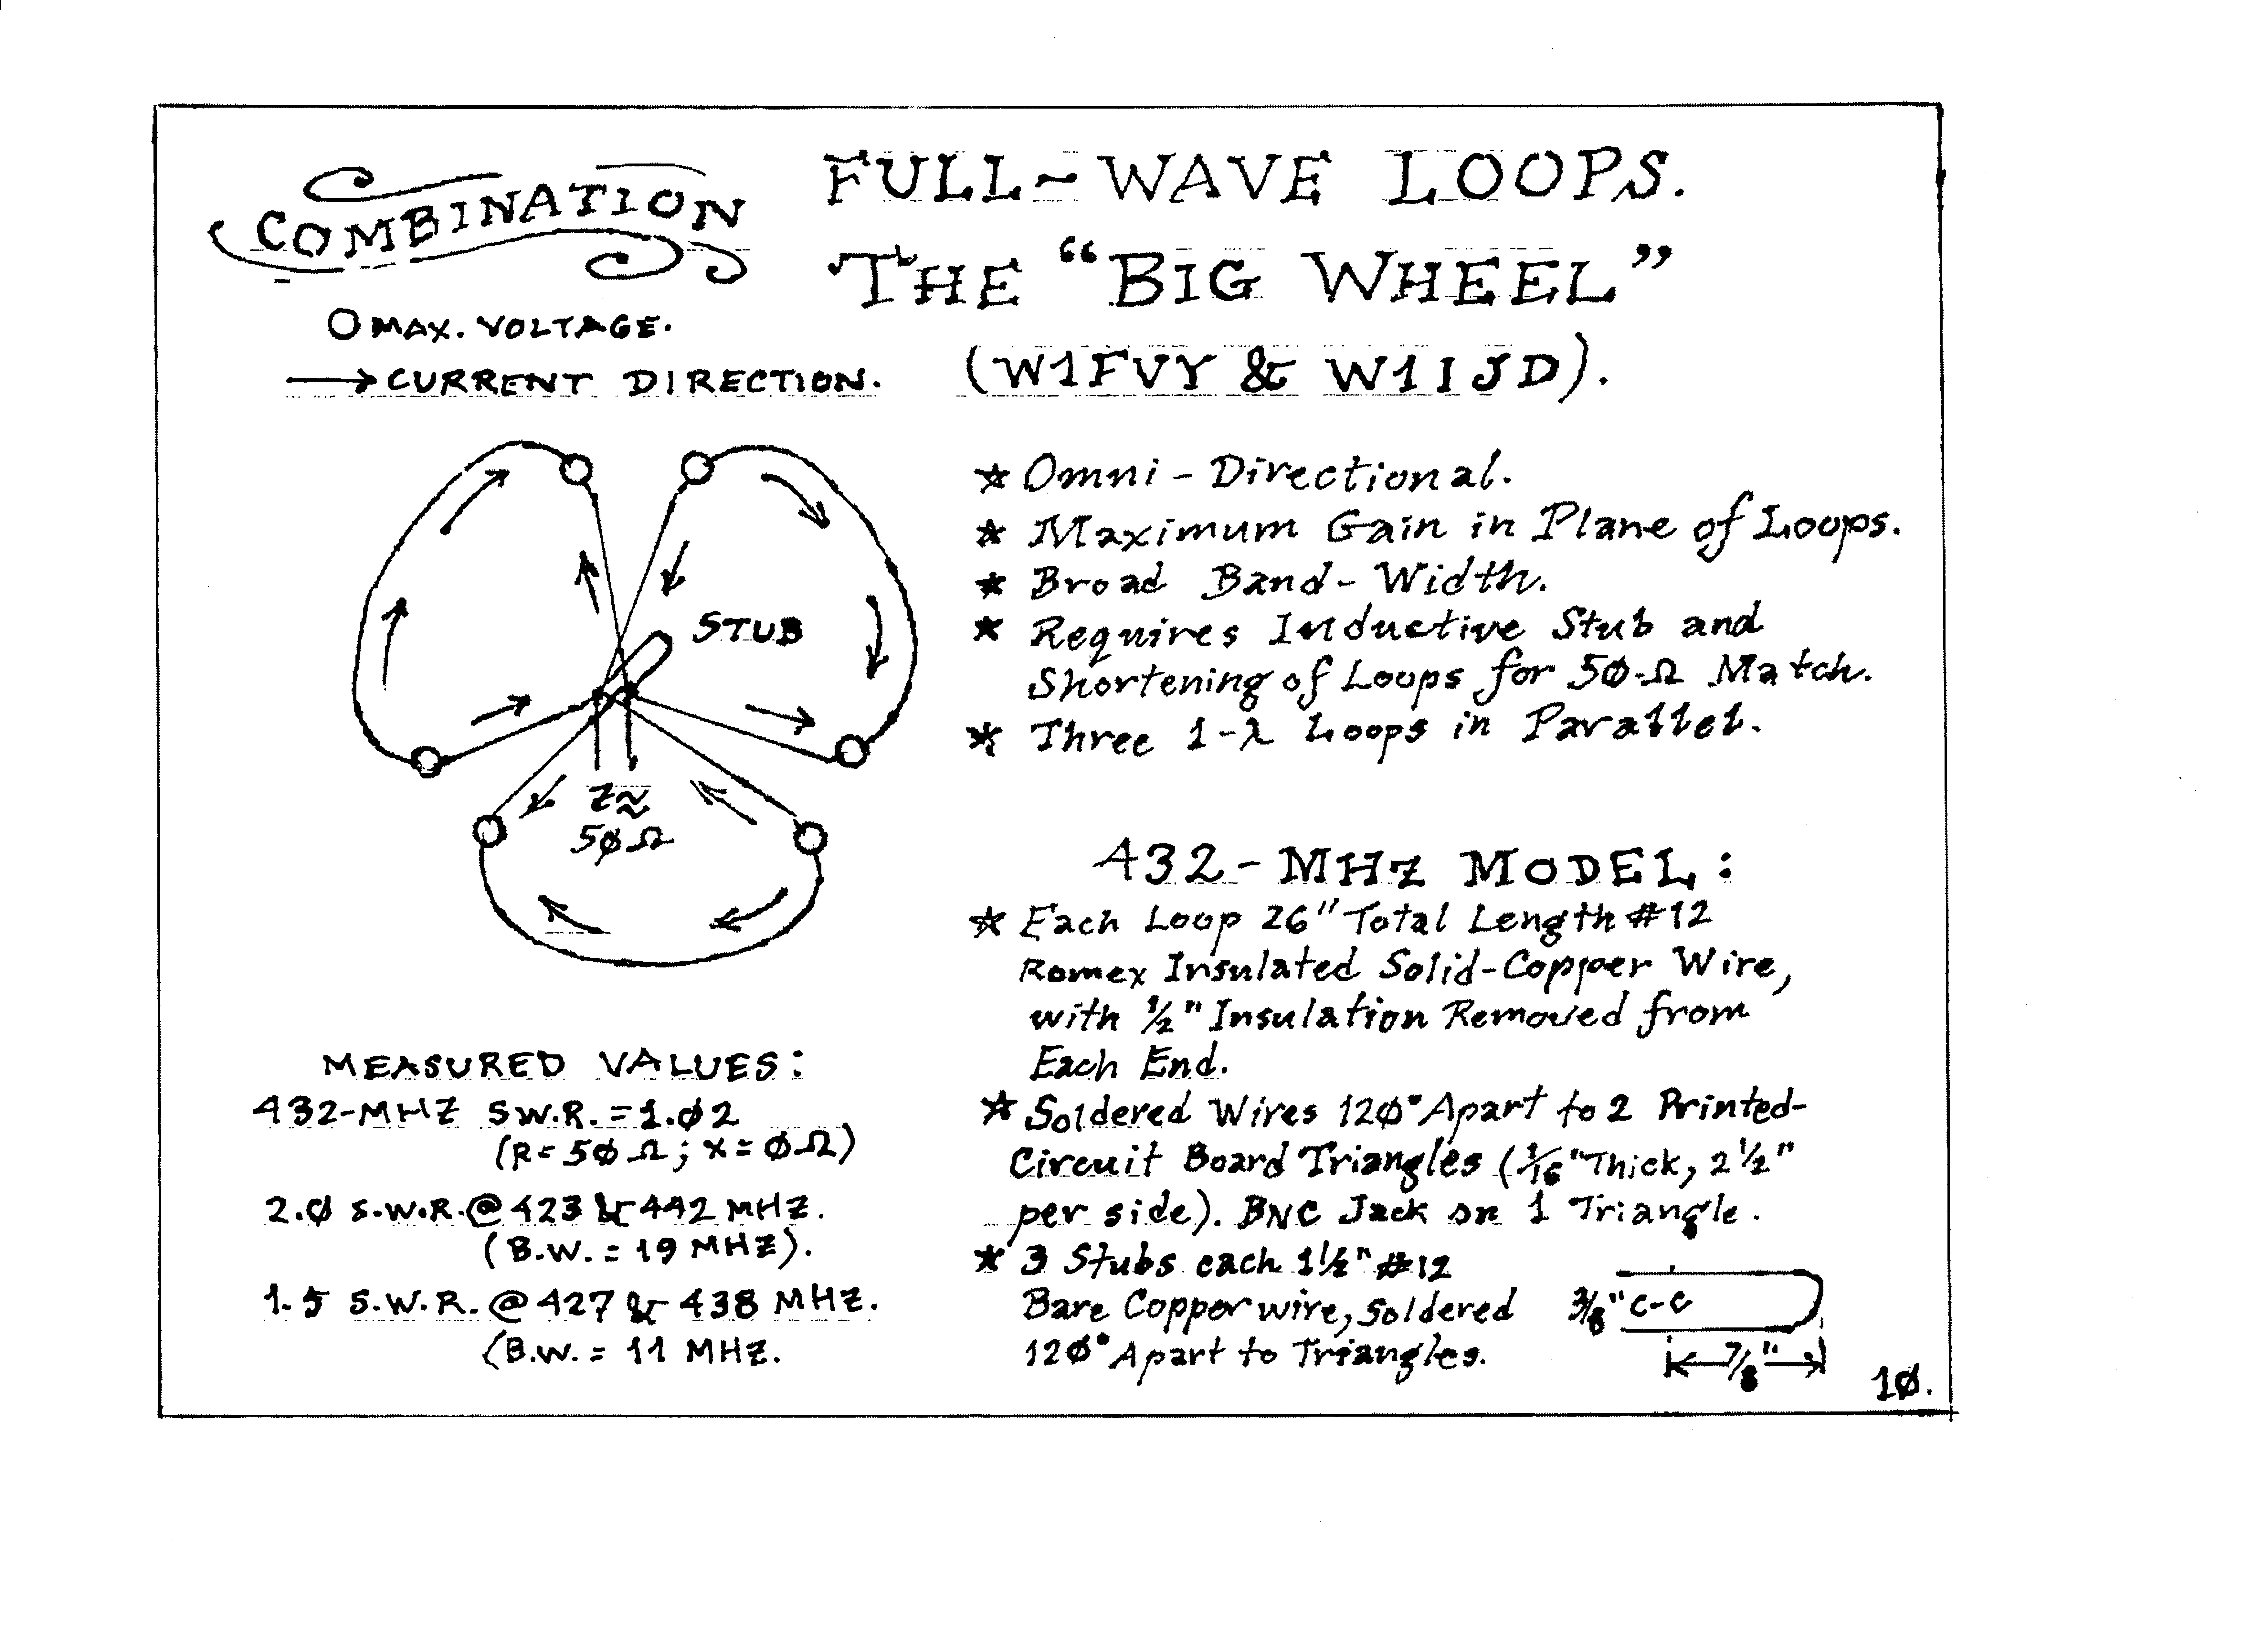 COMBINATION
FULL-WAVE LOOPS.
THE "BIG WHEEL"
(W1FVY & W1IJD).
O MAX. VOLTAGE.
→ CURRENT DIRECTION.
STUB
Z≈
5ØΩ
* Omni-Directional.
* Maximum Gain in Plane of Loops.
* Broad Band-Width.
* Requires Inductive Stub and
Shortening of Loops for 5Ø-Ω Match.
* Three 1-λ Loops in Parallel.
432-MHZ MODEL:
* Each Loop 26" Total Length #12
Romex Insulated Solid-Copper Wire,
with ½" Insulation Removed from
Each End.
* Soldered Wires 12Ø° Apart to 2 Printed-
Circuit Board Triangles (1/16" Thick, 2½"
per side). BNC Jack on 1 Triangle.
* 3 Stubs each 1½" #12
Bare Copper wire, Soldered
12Ø° Apart to Triangles.
3/8" C-C
7/8"
MEASURED VALUES:
432-MHZ S.W.R. = 1.Ø2
(R = 5Ø Ω; X = Ø Ω)
2.Ø S.W.R. @ 423 & 442 MHZ.
(B.W. = 19 MHZ).
1.5 S.W.R. @ 427 & 438 MHZ.
(B.W. = 11 MHZ.
1Ø.